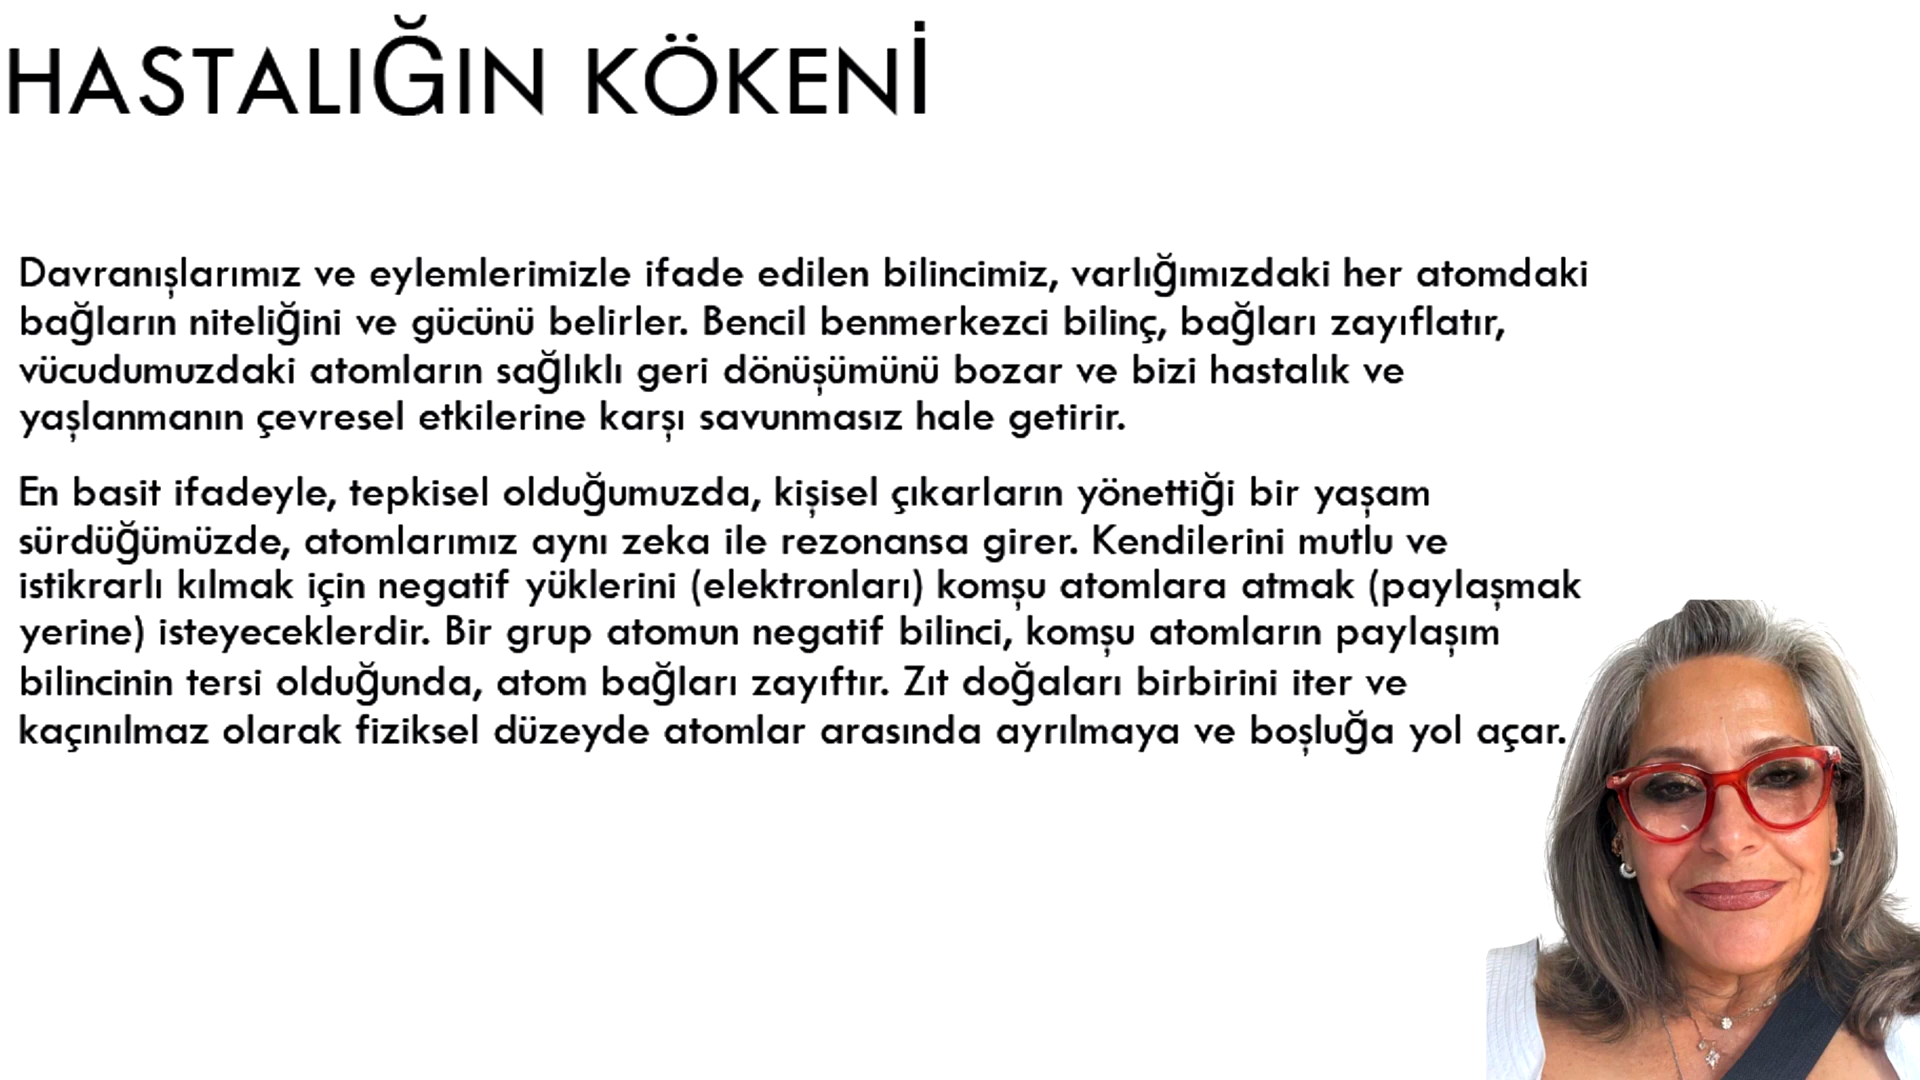 HASTALIĞIN KÖKENİ
Davranışlarımız ve eylemlerimizle ifade edilen bilincimiz, varlığımızdaki her atomdaki
bağların niteliğini ve gücünü belirler. Bencil benmerkezci bilinç, bağları zayıflatır,
vücudumuzdaki atomların sağlıklı geri dönüşümünü bozar ve bizi hastalık ve
yaşlanmanın çevresel etkilerine karşı savunmasız hale getirir.
En basit ifadeyle, tepkisel olduğumuzda, kişisel çıkarların yönettiği bir yaşam
sürdüğümüzde, atomlarımız aynı zeka ile rezonansa girer. Kendilerini mutlu ve
istikrarlı kılmak için negatif yüklerini (elektronları) komşu atomlara atmak (paylaşmak
yerine) isteyeceklerdir. Bir grup atomun negatif bilinci, komşu atomların paylaşım
bilincinin tersi olduğunda, atom bağları zayıftır. Zıt doğaları birbirini iter ve
kaçınılmaz olarak fiziksel düzeyde atomlar arasında ayrılmaya ve boşluğa yol açar.